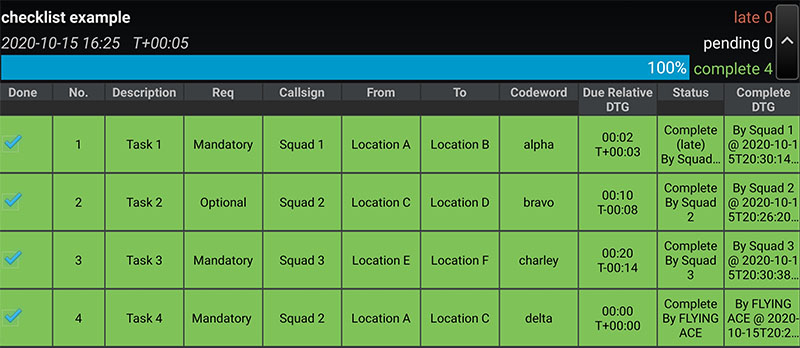 checklist example late 0
2020-10-15 16:25 T+00:05 pending 0
100% complete 4
Done No. Description Req Callsign From To Codeword Due Relative DTG Status Complete DTG
1 Task 1 Mandatory Squad 1 Location A Location B alpha 00:02 T+00:03 Complete (late) By Squad... By Squad 1 @ 2020-10-15T20:30:14...
2 Task 2 Optional Squad 2 Location C Location D bravo 00:10 T-00:08 Complete By Squad 2 By Squad 2 @ 2020-10-15T20:26:20...
3 Task 3 Mandatory Squad 3 Location E Location F charley 00:20 T-00:14 Complete By Squad 3 By Squad 3 @ 2020-10-15T20:30:38...
4 Task 4 Mandatory Squad 2 Location A Location C delta 00:00 T+00:00 Complete By FLYING ACE By FLYING ACE @ 2020-10-15T20:2...